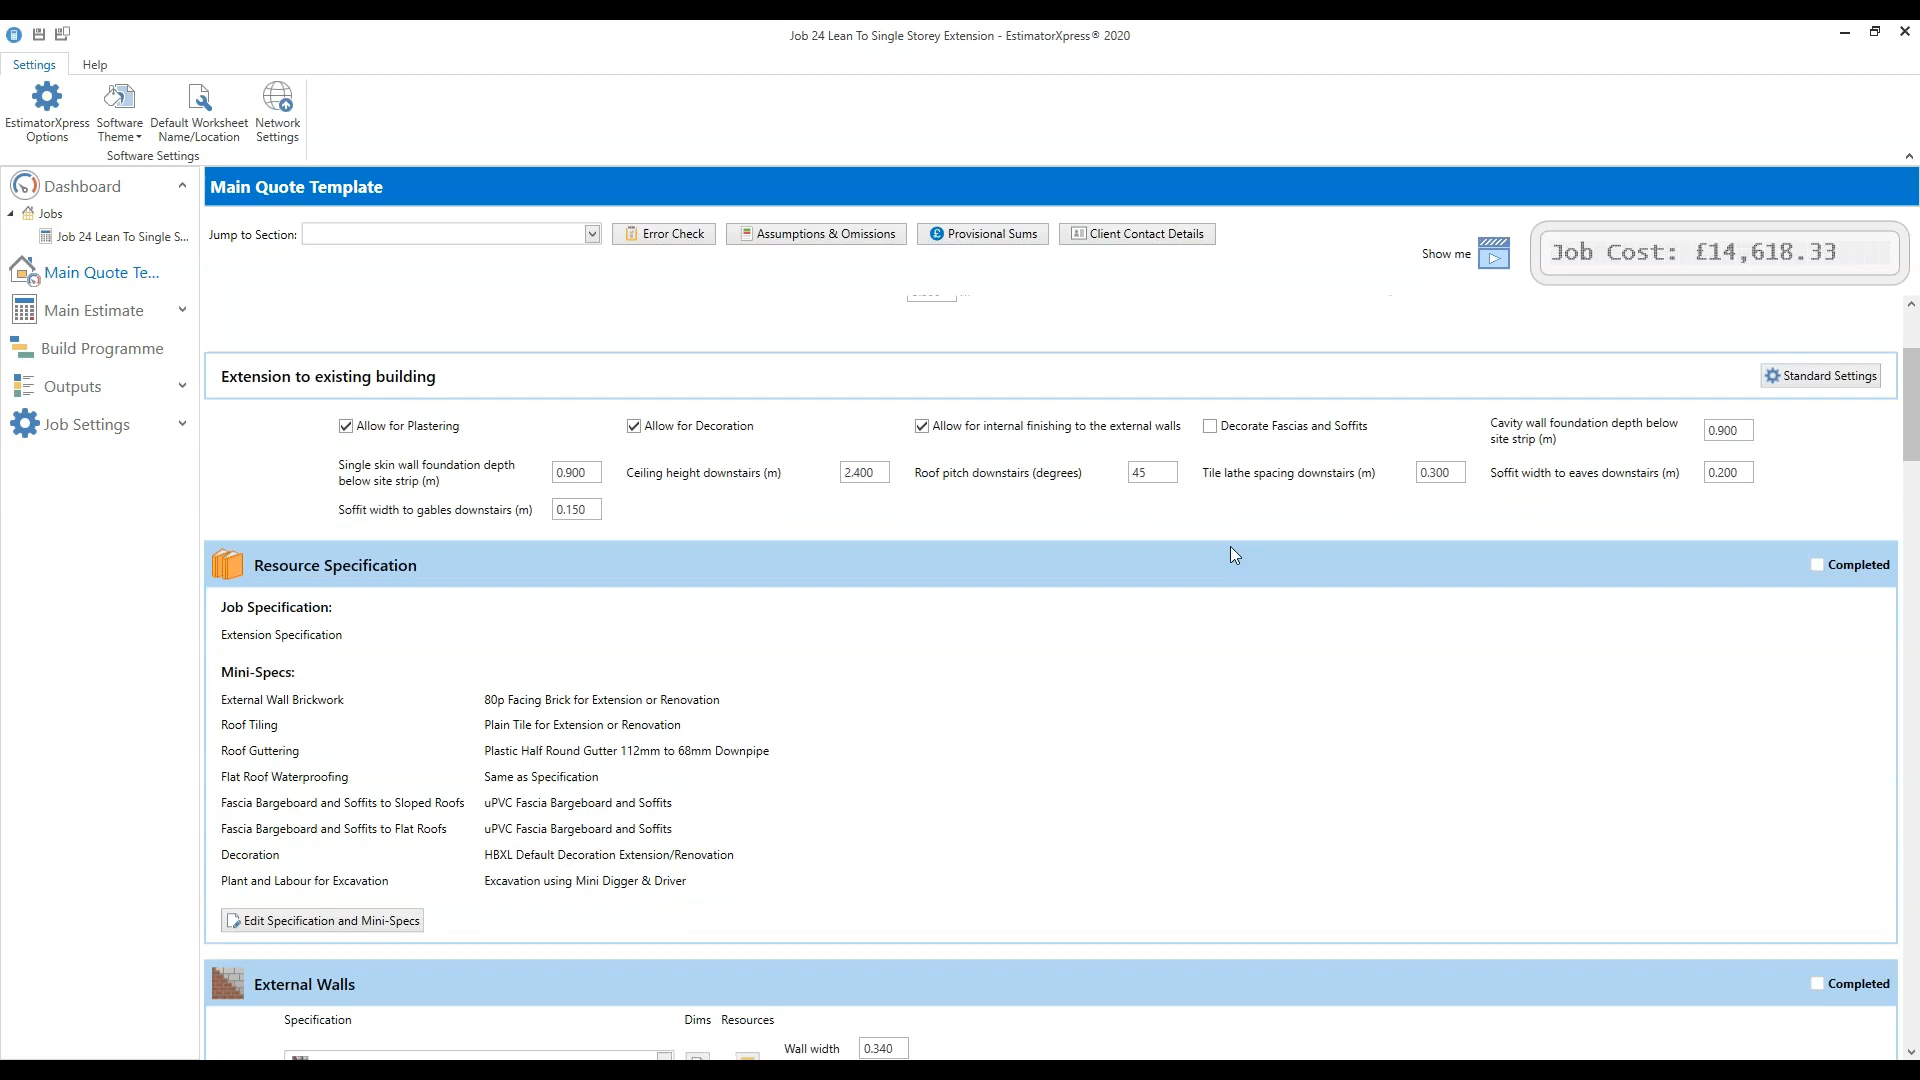 Job 24 Lean To Single Storey Extension - EstimatorXpress® 2020
Settings Help
EstimatorXpress Options
Software Theme
Default Worksheet Name/Location
Network Settings
Software Settings
Dashboard
Jobs
Job 24 Lean To Single S...
Main Quote Te...
Main Estimate
Build Programme
Outputs
Job Settings
Main Quote Template
Jump to Section:
Error Check
Assumptions & Omissions
Provisional Sums
Client Contact Details
Show me
Job Cost: £14,618.33
Extension to existing building
Standard Settings
Allow for Plastering
Allow for Decoration
Allow for internal finishing to the external walls
Decorate Fascias and Soffits
Cavity wall foundation depth below
site strip (m)
0.900
Single skin wall foundation depth
below site strip (m)
0.900
Ceiling height downstairs (m)
2.400
Roof pitch downstairs (degrees)
45
Tile lathe spacing downstairs (m)
0.300
Soffit width to eaves downstairs (m)
0.200
Soffit width to gables downstairs (m)
0.150
Resource Specification
Completed
Job Specification:
Extension Specification
Mini-Specs:
External Wall Brickwork 80p Facing Brick for Extension or Renovation
Roof Tiling Plain Tile for Extension or Renovation
Roof Guttering Plastic Half Round Gutter 112mm to 68mm Downpipe
Flat Roof Waterproofing Same as Specification
Fascia Bargeboard and Soffits to Sloped Roofs uPVC Fascia Bargeboard and Soffits
Fascia Bargeboard and Soffits to Flat Roofs uPVC Fascia Bargeboard and Soffits
Decoration HBXL Default Decoration Extension/Renovation
Plant and Labour for Excavation Excavation using Mini Digger & Driver
Edit Specification and Mini-Specs
External Walls
Completed
Specification Dims Resources
Wall width 0.340